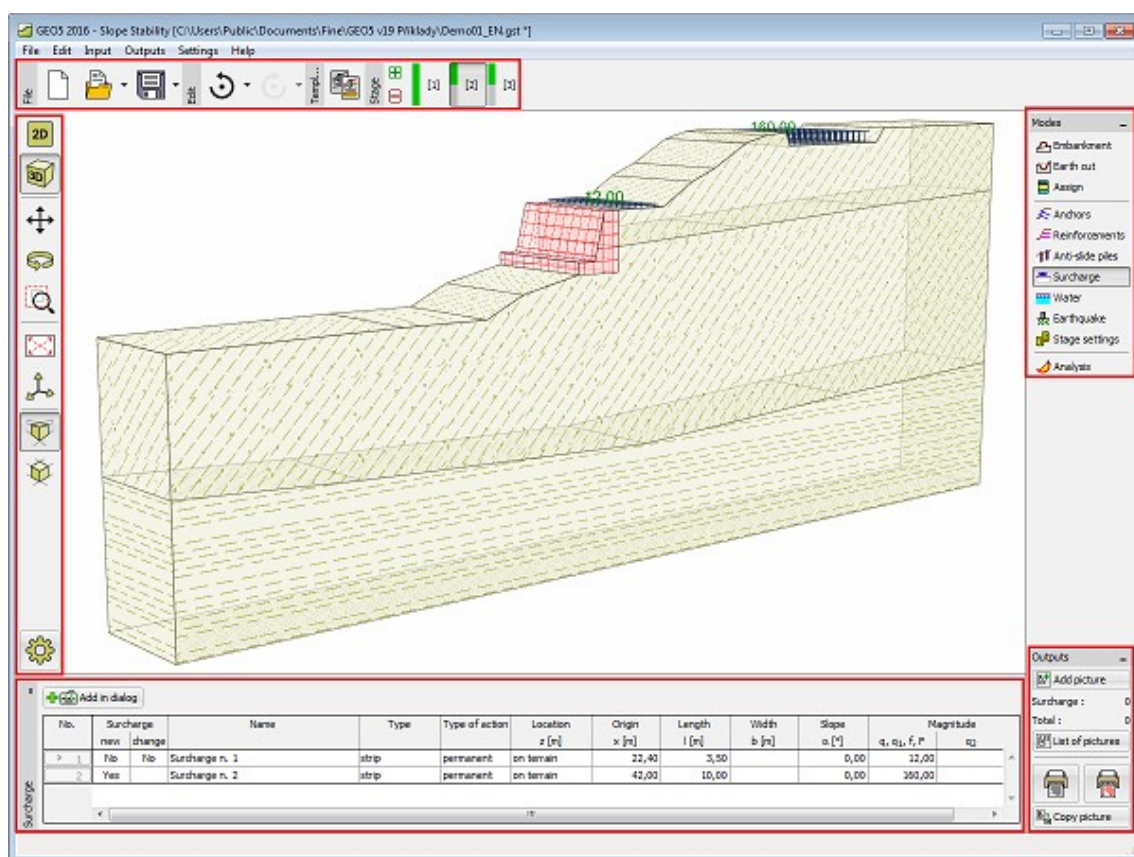 GEO5 2016 - Slope Stability [C:\Users\Public\Documents\Fine\GEO5 v19 Příklady\Demo01_EN.gst *]
File Edit Input Outputs Settings Help
File
Edit
Templ...
Stage
[1] [2] [3]
2D
3D
160,00
12,00
Modes
Embankment
Earth cut
Assign
Anchors
Reinforcements
Anti-slide piles
Surcharge
Water
Earthquake
Stage settings
Analysis
Outputs
Add picture
Surcharge : 0
Total : 0
List of pictures
Copy picture
Surcharge
Add in dialog
No. Surcharge Name Type Type of action Location Origin Length Width Slope Magnitude
new change z [m] x [m] l [m] b [m] α [°] q, q1, f, F q2
> 1 No No Surcharge n. 1 strip permanent on terrain 22,40 3,50 0,00 12,00
2 Yes Surcharge n. 2 strip permanent on terrain 42,00 10,00 0,00 160,00